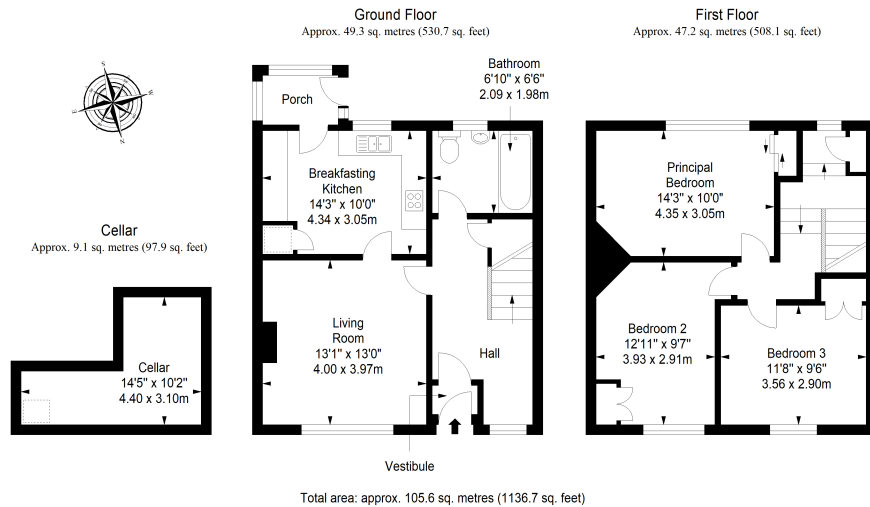 Ground Floor
Approx. 49.3 sq. metres (530.7 sq. feet)
First Floor
Approx. 47.2 sq. metres (508.1 sq. feet)
Bathroom
6'10" x 6'6"
2.09 x 1.98m
S
W
E
N
Porch
Breakfasting
Kitchen
14'3" x 10'0"
4.34 x 3.05m
Principal
Bedroom
14'3" x 10'0"
4.35 x 3.05m
Cellar
Approx. 9.1 sq. metres (97.9 sq. feet)
Living
Room
13'1" x 13'0"
4.00 x 3.97m
Hall
Bedroom 2
12'11" x 9'7"
3.93 x 2.91m
Bedroom 3
11'8" x 9'6"
3.56 x 2.90m
Cellar
14'5" x 10'2"
4.40 x 3.10m
Vestibule
Total area: approx. 105.6 sq. metres (1136.7 sq. feet)